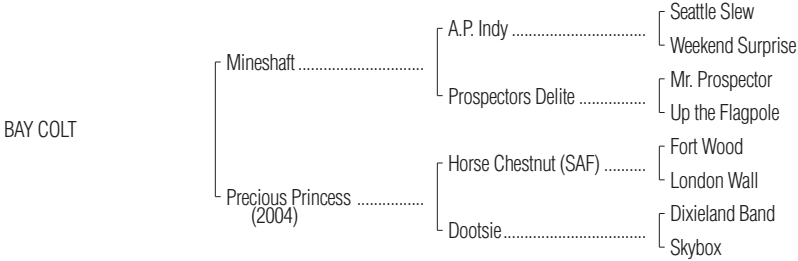 Seattle Slew
A.P. Indy ..................................
Weekend Surprise
Mineshaft ................................
Mr. Prospector
Prospectors Delite .................
Up the Flagpole
BAY COLT
Fort Wood
Horse Chestnut (SAF) ..........
London Wall
Precious Princess .................
(2004)
Dixieland Band
Dootsie....................................
Skybox